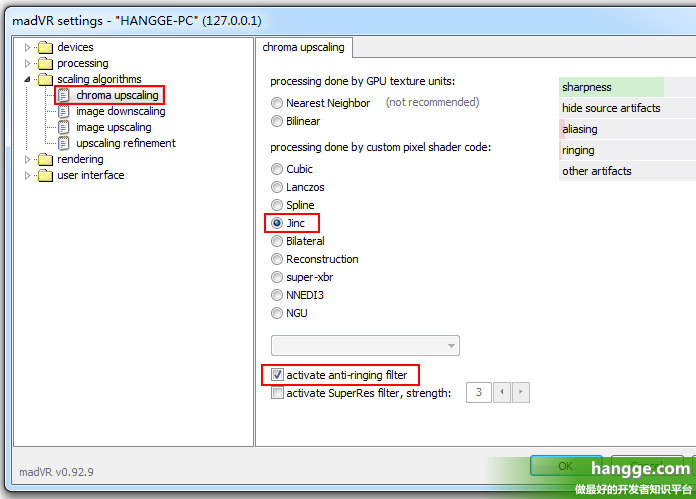 madVR settings - "HANGGE-PC" (127.0.0.1)
devices
processing
scaling algorithms
chroma upscaling
image downscaling
image upscaling
upscaling refinement
rendering
user interface
chroma upscaling
processing done by GPU texture units:
Nearest Neighbor (not recommended)
Bilinear
processing done by custom pixel shader code:
Cubic
Lanczos
Spline
Jinc
Bilateral
Reconstruction
super-xbr
NNEDI3
NGU
activate anti-ringing filter
activate SuperRes filter, strength: 3
sharpness
hide source artifacts
aliasing
ringing
other artifacts
madVR v0.92.9
OK
hangge.com
做最好的开发者知识平台